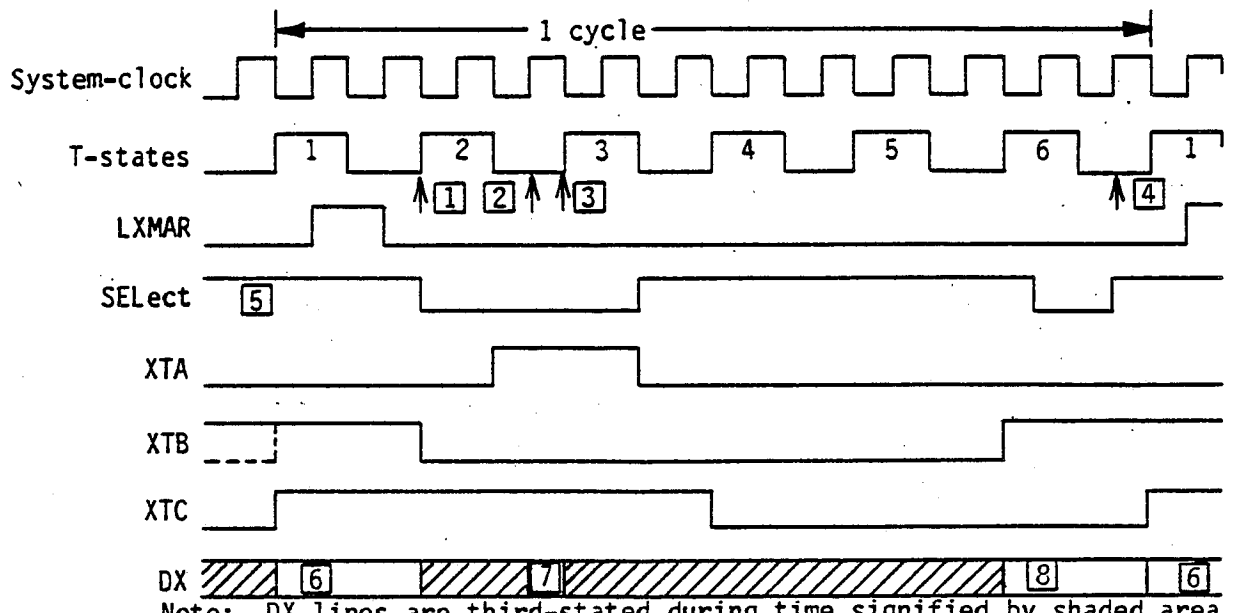 1 cycle
System-clock
T-states 1 2 3 4 5 6 1
1 2 3 4
LXMAR
SELect
5
XTA
XTB
XTC
DX 6 7 8 6
Note: DX lines are third-stated during time signified by shaded area